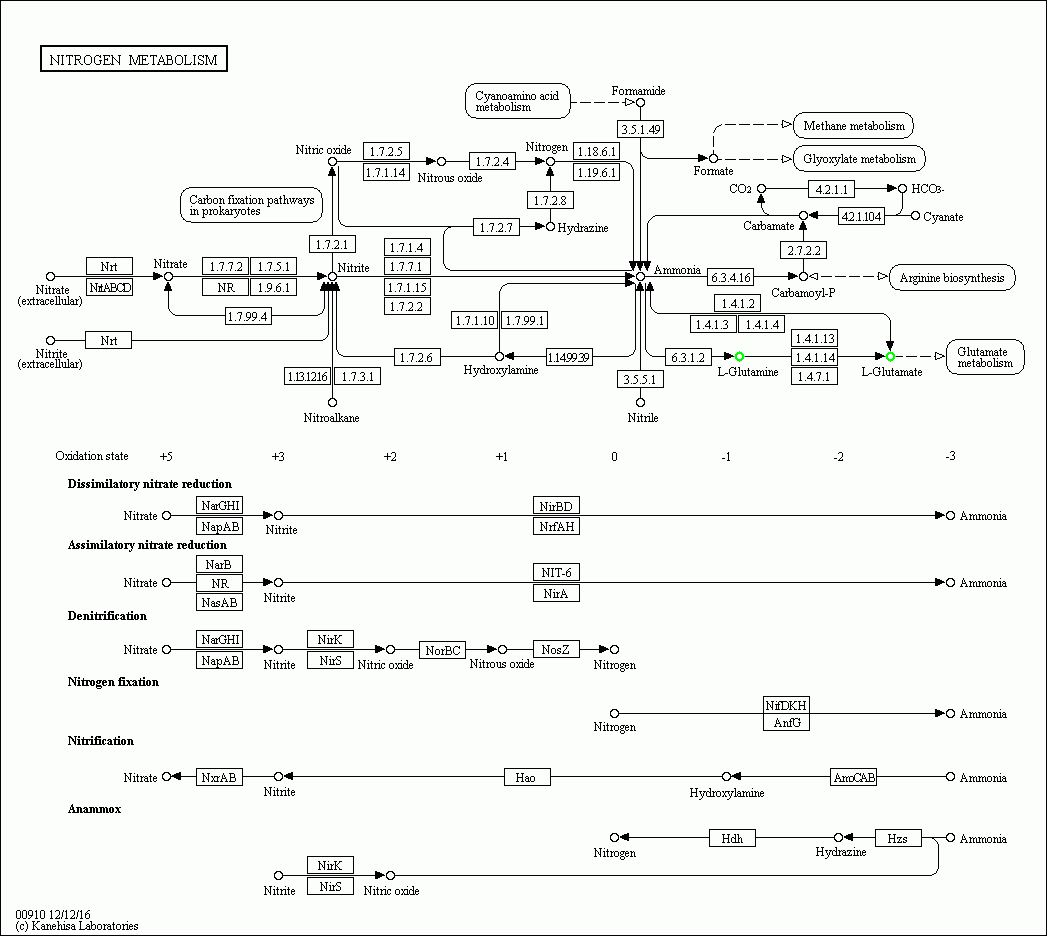 NITROGEN METABOLISM
Cyanoamino acid
metabolism
Formamide
3.5.1.49
Methane metabolism
Glyoxylate metabolism
Formate
Nitric oxide
1.7.2.5
1.7.1.14
Nitrous oxide
1.7.2.4
Nitrogen
1.18.6.1
1.19.6.1
Carbon fixation pathways
in prokaryotes
1.7.2.8
1.7.2.7
Hydrazine
CO2
4.2.1.1
HCO3-
4.2.1.104
Cyanate
Carbamate
2.7.2.2
1.7.2.1
Nrt
NrtABCD
Nitrate
1.7.7.2
1.7.5.1
NR
1.9.6.1
Nitrite
1.7.1.4
1.7.7.1
1.7.1.15
1.7.2.2
Ammonia
6.3.4.16
Carbamoyl-P
Arginine biosynthesis
Nitrate
(extracellular)
1.7.99.4
1.4.1.2
1.4.1.3
1.4.1.4
Nrt
Nitrite
(extracellular)
1.7.1.10
1.7.99.1
1.7.2.6
Hydroxylamine
1.14.99.39
6.3.1.2
L-Glutamine
1.4.1.13
1.4.1.14
1.4.7.1
L-Glutamate
Glutamate
metabolism
1.13.12.16
1.7.3.1
3.5.5.1
Nitroalkane
Nitrile
Oxidation state +5 +3 +2 +1 0 -1 -2 -3
Dissimilatory nitrate reduction
NarGHI
NapAB
NirBD
NrfAH
Nitrate
Nitrite
Ammonia
Assimilatory nitrate reduction
NarB
NR
NasAB
NIT-6
NirA
Nitrate
Nitrite
Ammonia
Denitrification
NarGHI
NapAB
NirK
NirS
NorBC
NosZ
Nitrate
Nitrite
Nitric oxide
Nitrous oxide
Nitrogen
Nitrogen fixation
NifDKH
AnfG
Nitrogen
Ammonia
Nitrification
Nitrate
NxrAB
Nitrite
Hao
Hydroxylamine
AmoCAB
Ammonia
Anammox
Nitrogen
Hdh
Hydrazine
Hzs
Ammonia
NirK
NirS
Nitrite
Nitric oxide
00910 12/12/16
(c) Kanehisa Laboratories